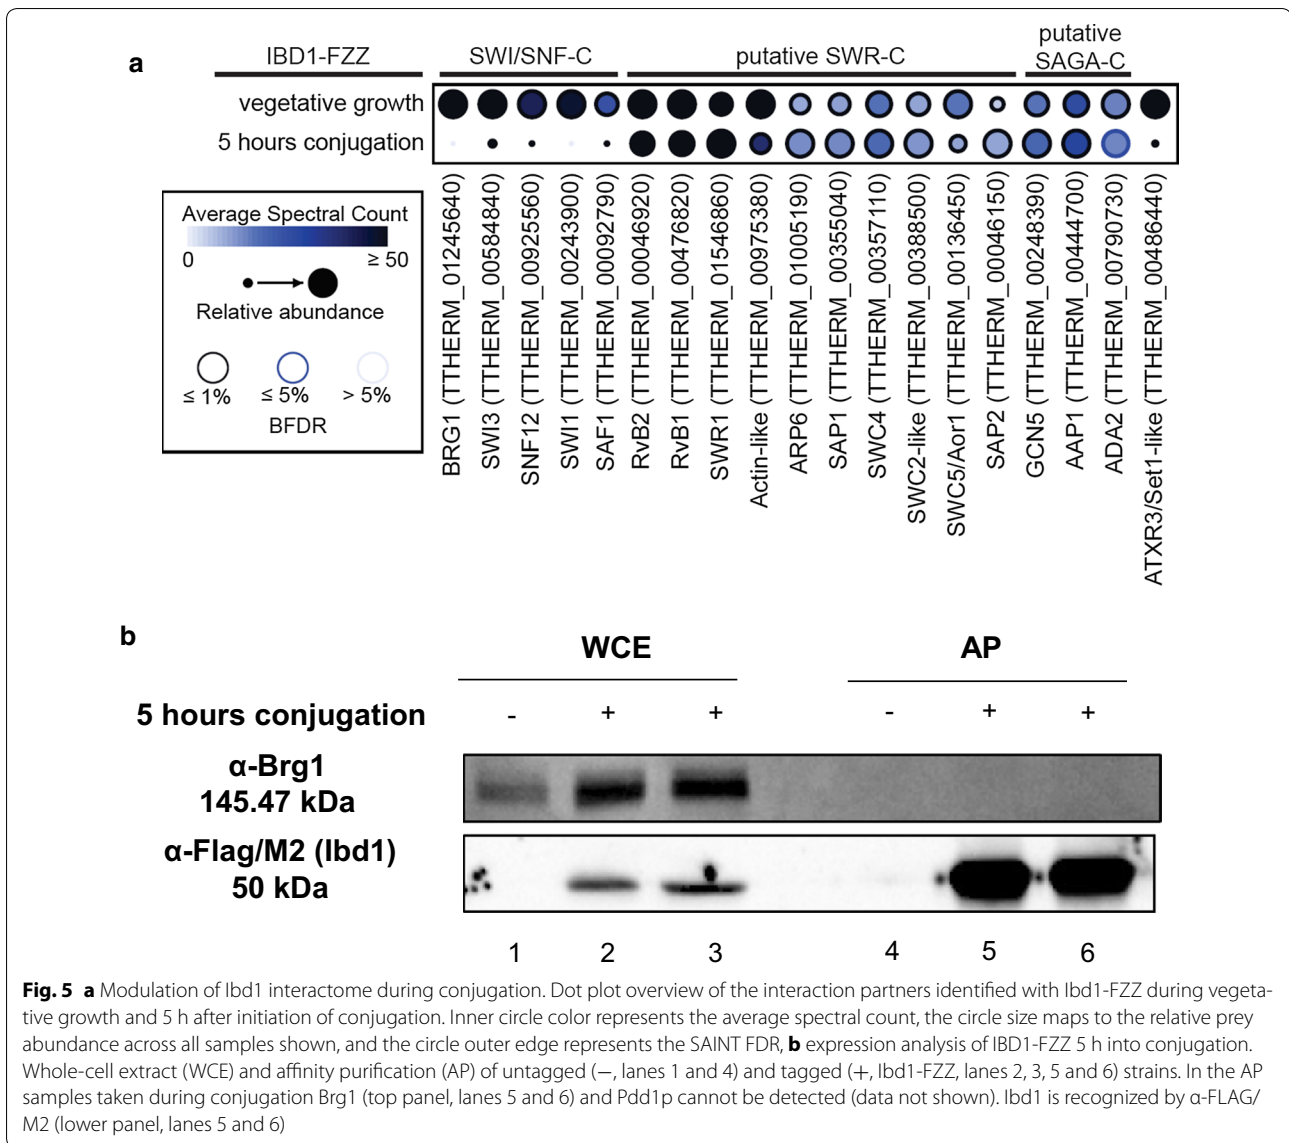 a
IBD1-FZZ
SWI/SNF-C
putative SWR-C
putative
SAGA-C
vegetative growth
5 hours conjugation
Average Spectral Count
0
≥ 50
Relative abundance
≤ 1%
≤ 5%
> 5%
BFDR
BRG1 (TTHERM_01245640)
SWI3 (TTHERM_00584840)
SNF12 (TTHERM_00925560)
SWI1 (TTHERM_00243900)
SAF1 (TTHERM_00092790)
RvB2 (TTHERM_00046920)
RvB1 (TTHERM_00476820)
SWR1 (TTHERM_01546860)
Actin-like (TTHERM_00975380)
ARP6 (TTHERM_01005190)
SAP1 (TTHERM_00355040)
SWC4 (TTHERM_00357110)
SWC2-like (TTHERM_00388500)
SWC5/Aor1 (TTHERM_00136450)
SAP2 (TTHERM_00046150)
GCN5 (TTHERM_00248390)
AAP1 (TTHERM_00444700)
ADA2 (TTHERM_00790730)
ATXR3/Set1-like (TTHERM_00486440)
b
WCE
AP
5 hours conjugation - + + - + +
α-Brg1
145.47 kDa
α-Flag/M2 (Ibd1)
50 kDa
1 2 3 4 5 6
Fig. 5 a Modulation of Ibd1 interactome during conjugation. Dot plot overview of the interaction partners identified with Ibd1-FZZ during vegeta-
tive growth and 5 h after initiation of conjugation. Inner circle color represents the average spectral count, the circle size maps to the relative prey
abundance across all samples shown, and the circle outer edge represents the SAINT FDR, b expression analysis of IBD1-FZZ 5 h into conjugation.
Whole-cell extract (WCE) and affinity purification (AP) of untagged (−, lanes 1 and 4) and tagged (+, Ibd1-FZZ, lanes 2, 3, 5 and 6) strains. In the AP
samples taken during conjugation Brg1 (top panel, lanes 5 and 6) and Pdd1p cannot be detected (data not shown). Ibd1 is recognized by α-FLAG/
M2 (lower panel, lanes 5 and 6)